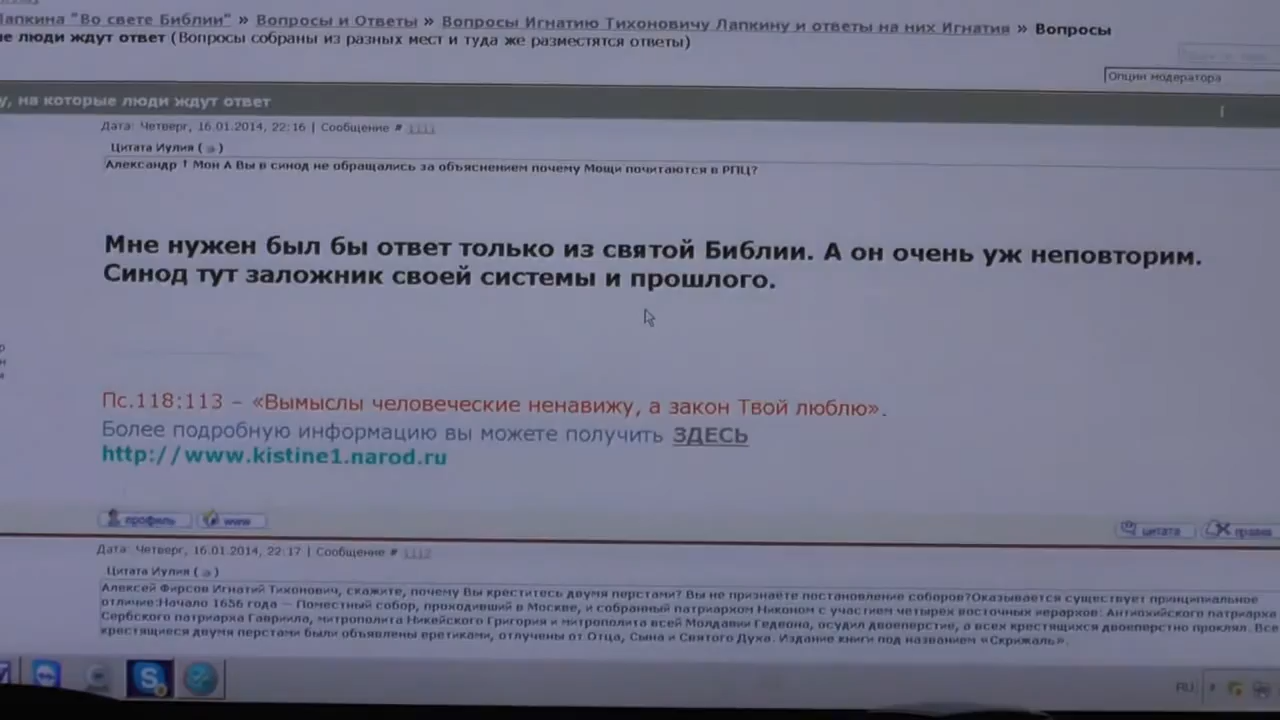 Лапкина "Во свете Библии" » Вопросы и Ответы » Вопросы Игнатию Тихоновичу Лапкину и ответы на них Игнатия » Вопросы
е люди ждут ответ (Вопросы собраны из разных мест и туда же разместятся ответы)
Опции модератора
у, на которые люди ждут ответ
Дата: Четверг, 16.01.2014, 22:16 | Сообщение # 1111
Цитата Иулия ( )
Александр ! Мон А Вы в синод не обращались за объяснением почему Мощи почитаются в РПЦ?
Мне нужен был бы ответ только из святой Библии. А он очень уж неповторим.
Синод тут заложник своей системы и прошлого.
Пс.118:113 – «Вымыслы человеческие ненавижу, а закон Твой люблю».
Более подробную информацию вы можете получить ЗДЕСЬ
http://www.kistine1.narod.ru
профиль www
цитата правка
Дата: Четверг, 16.01.2014, 22:17 | Сообщение # 1112
Цитата Иулия ( )
Алексей Фирсов Игнатий Тихонович, скажите, почему Вы креститесь двумя перстами? Вы не признаёте постановление соборов?Оказывается существует принципиальное
отличие:Начало 1656 года — Поместный собор, проходивший в Москве, и собранный патриархом Никоном с участием четырех восточных иерархов: Антиохийского патриарха
Сербского патриарха Гавриила, митрополита Никейского Григория и митрополита всей Молдавии Гедеона, осудил двоеперстие, а всех крестящихся двоеперстно проклял. Все
крестящиеся двумя перстами были объявлены еретиками, отлучены от Отца, Сына и Святого Духа. Издание книги под названием «Скрижаль».
RU